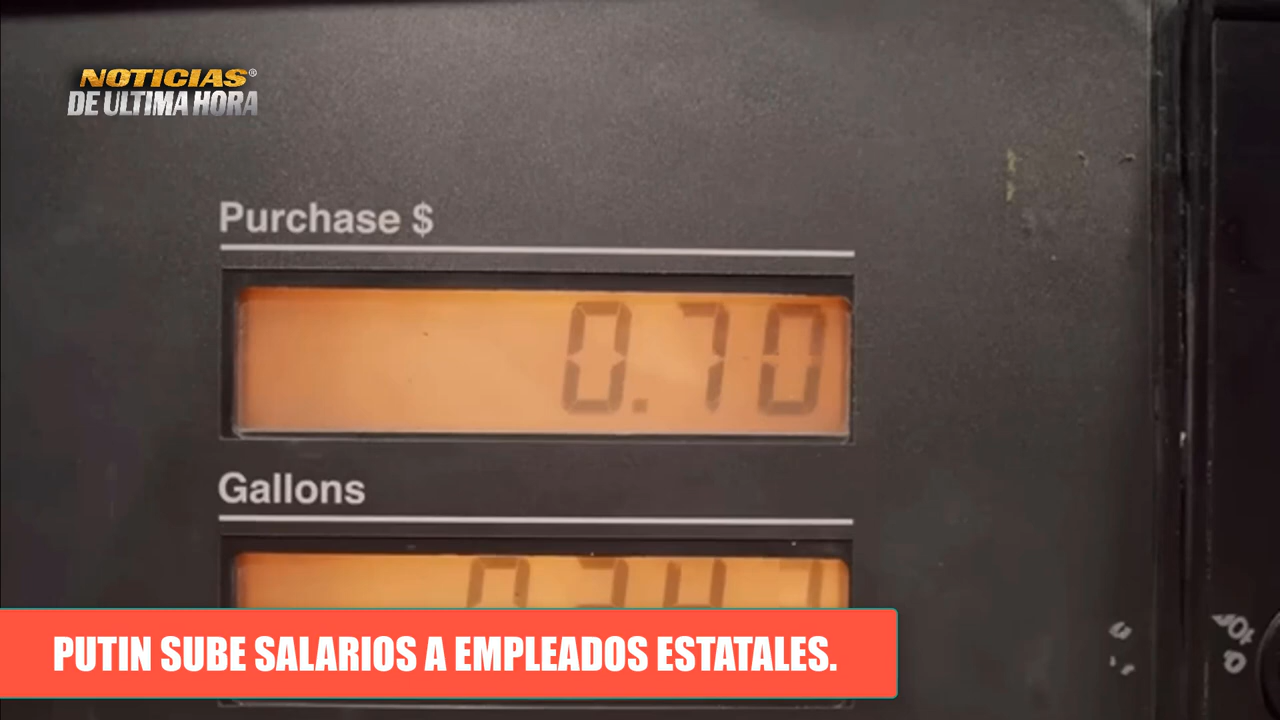 NOTICIAS®
DE ULTIMA HORA
Purchase $
0.70
Gallons
PUTIN SUBE SALARIOS A EMPLEADOS ESTATALES.